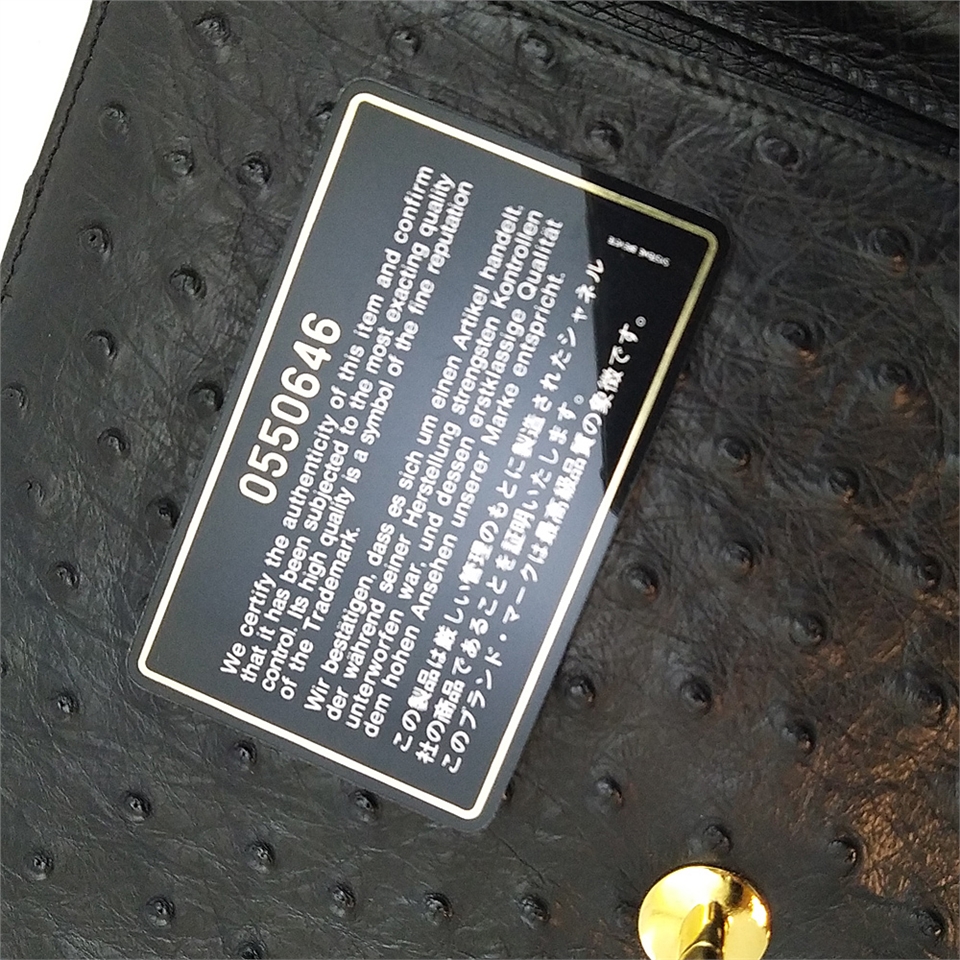 0550646
We certify the authenticity of this item and confirm
that it has been subjected to the most exacting quality
control. Its high quality is a symbol of the fine reputation
of the Trademark.
Wir bestätigen, dass es sich um einen Artikel handelt,
der während seiner Herstellung strengsten Kontrollen
unterworfen war, und dessen erstklassige Qualität
dem hohen Ansehen unserer Marke entspricht.
この製品は厳しい管理のもとに製造されたシャネル
社の商品であることを証明いたします。
このブランド・マークは最高級品質の象徴です。